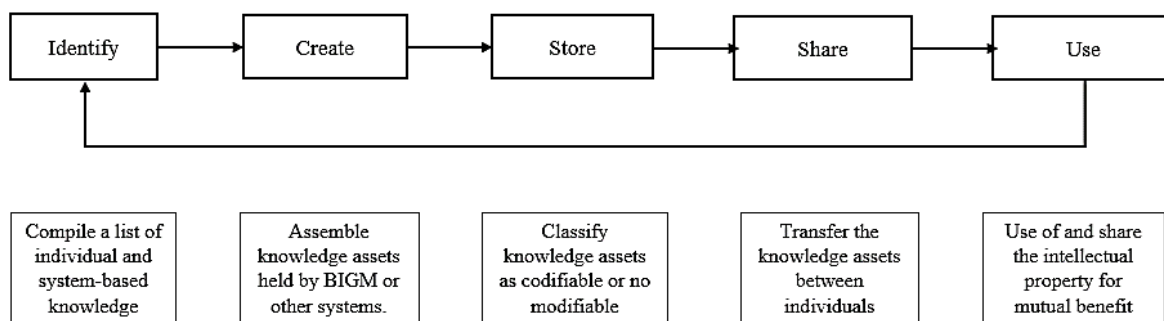 Identify
Create
Store
Share
Use
Compile a list of
individual and
system-based
knowledge
Assemble
knowledge assets
held by BIGM or
other systems.
Classify
knowledge assets
as codifiable or no
modifiable
Transfer the
knowledge assets
between
individuals
Use of and share
the intellectual
property for
mutual benefit